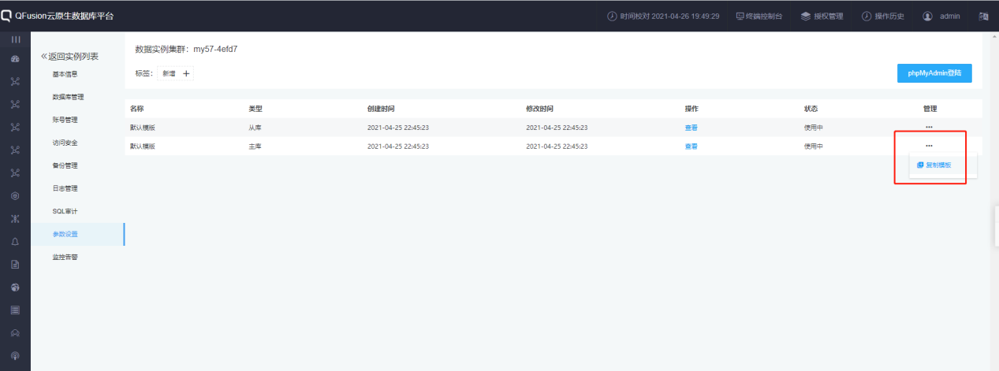 QFusion云原生数据库平台
时间校对 2021-04-26 19:49:29
终端控制台
授权管理
操作历史
admin
返回实例列表
基本信息
数据库管理
账号管理
访问安全
备份管理
日志管理
SQL审计
参数设置
监控告警
数据实例集群：my57-4efd7
标签： 新增 +
phpMyAdmin登陆
名称 类型 创建时间 修改时间 操作 状态 管理
默认模版 从库 2021-04-25 22:45:23 2021-04-25 22:45:23 查看 使用中 ···
默认模版 主库 2021-04-25 22:45:23 2021-04-25 22:45:23 查看 使用中 ···
复制模板